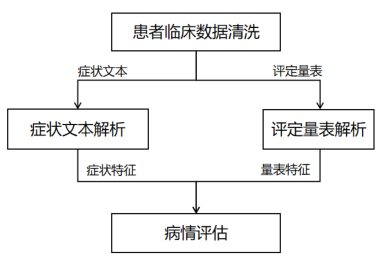 患者临床数据清洗
症状文本
评定量表
症状文本解析
评定量表解析
症状特征
量表特征
病情评估